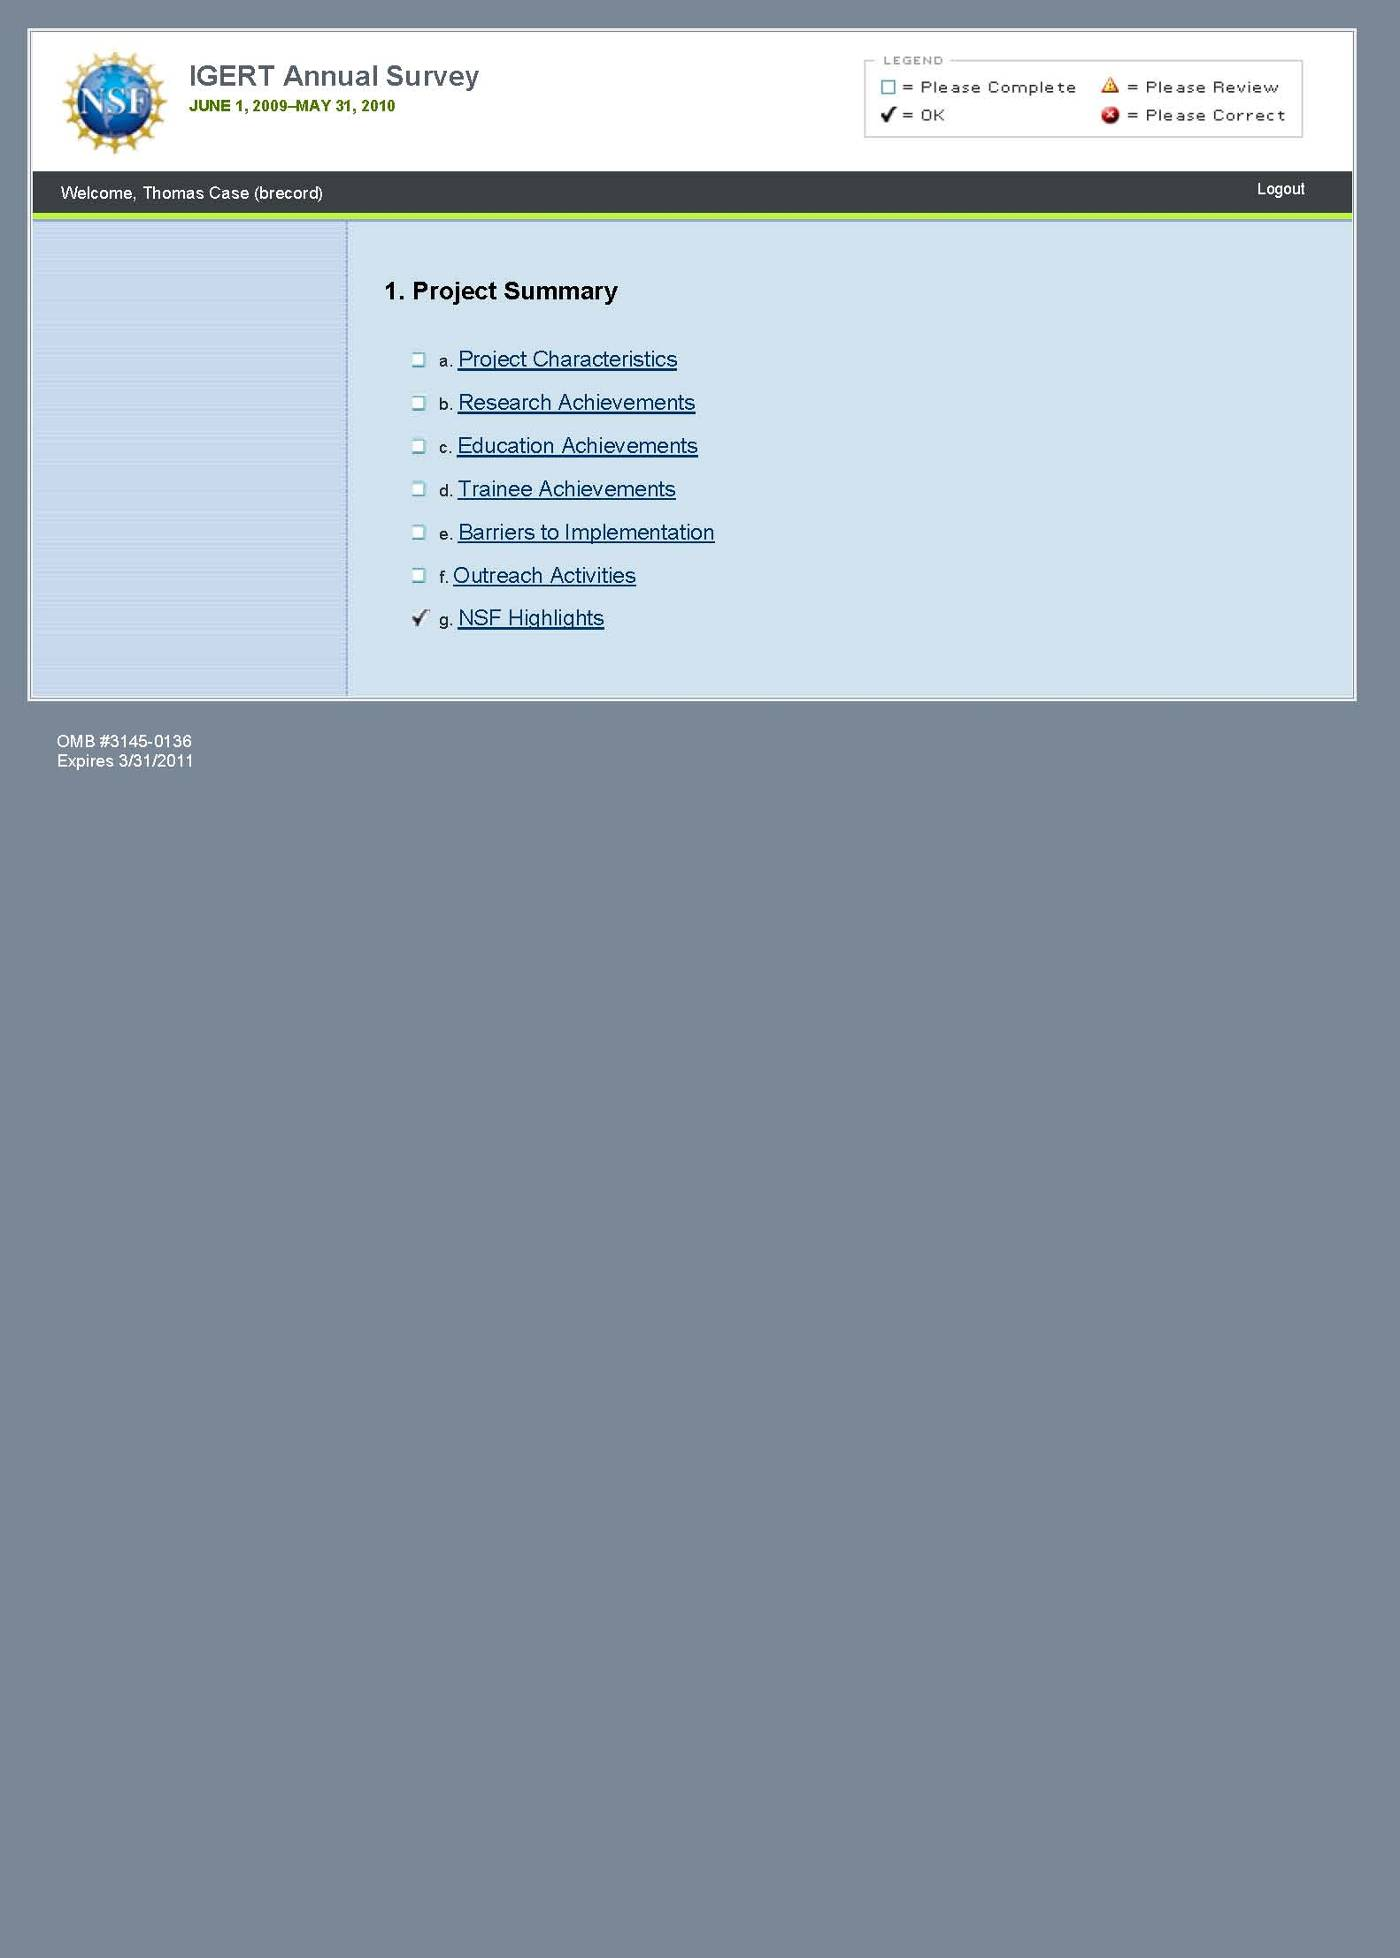 NSF
IGERT Annual Survey
JUNE 1, 2009–MAY 31, 2010
LEGEND
= Please Complete = Please Review
= OK = Please Correct
Welcome, Thomas Case (brecord) Logout
1. Project Summary
a. Project Characteristics
b. Research Achievements
c. Education Achievements
d. Trainee Achievements
e. Barriers to Implementation
f. Outreach Activities
g. NSF Highlights
OMB #3145-0136
Expires 3/31/2011